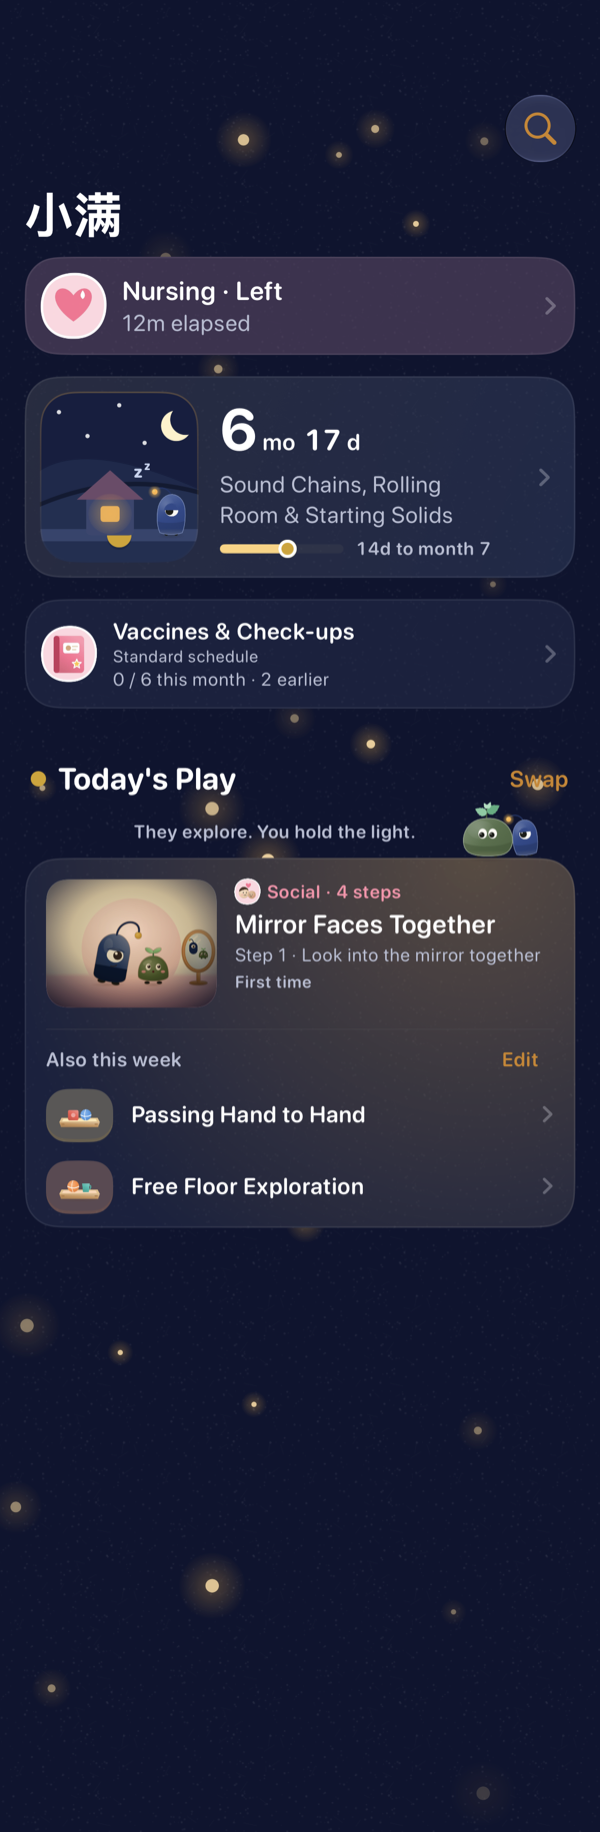 小满
Nursing · Left
12m elapsed
z z
6 mo 17 d
Sound Chains, Rolling
Room & Starting Solids
14d to month 7
Vaccines & Check-ups
Standard schedule
0 / 6 this month · 2 earlier
Today's Play
Swap
They explore. You hold the light.
Social · 4 steps
Mirror Faces Together
Step 1 · Look into the mirror together
First time
Also this week
Edit
Passing Hand to Hand
Free Floor Exploration